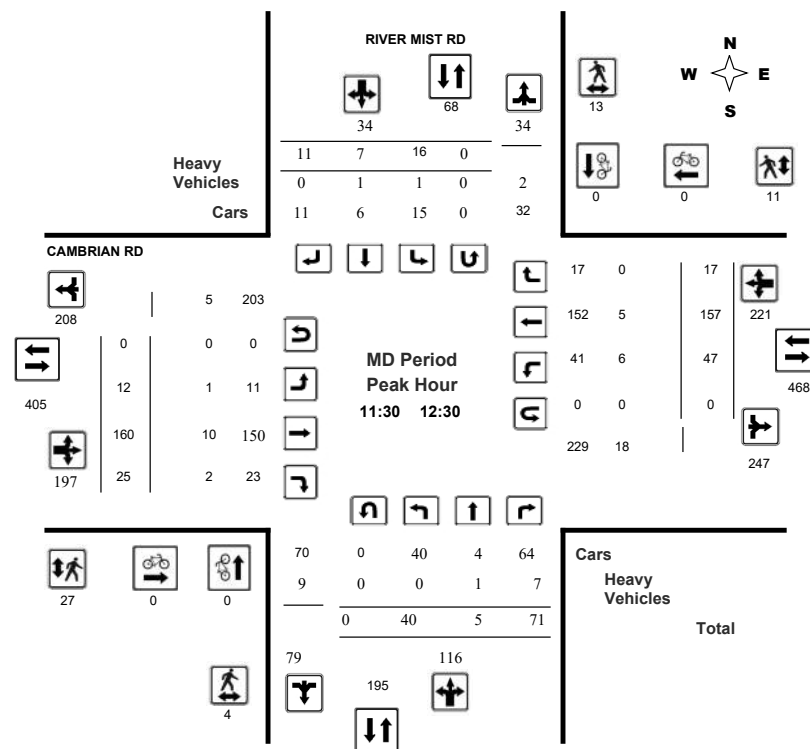 RIVER MIST RD
N
W E
S
68
13
34 34
11 7 16 0
Heavy
Vehicles
0 1 1 0 2
Cars
11 6 15 0 32
0 0 11
CAMBRIAN RD
208
5 203
0 0 0
12 1 11
405
160 10 150
197
25 2 23
MD Period
Peak Hour
11:30 12:30
17 0 17
152 5 157 221
41 6 47
468
0 0 0
229 18
247
70 0 40 4 64
Cars
9 0 0 1 7
Heavy
Vehicles
0 40 5 71
Total
27 0 0
79 116
195
4